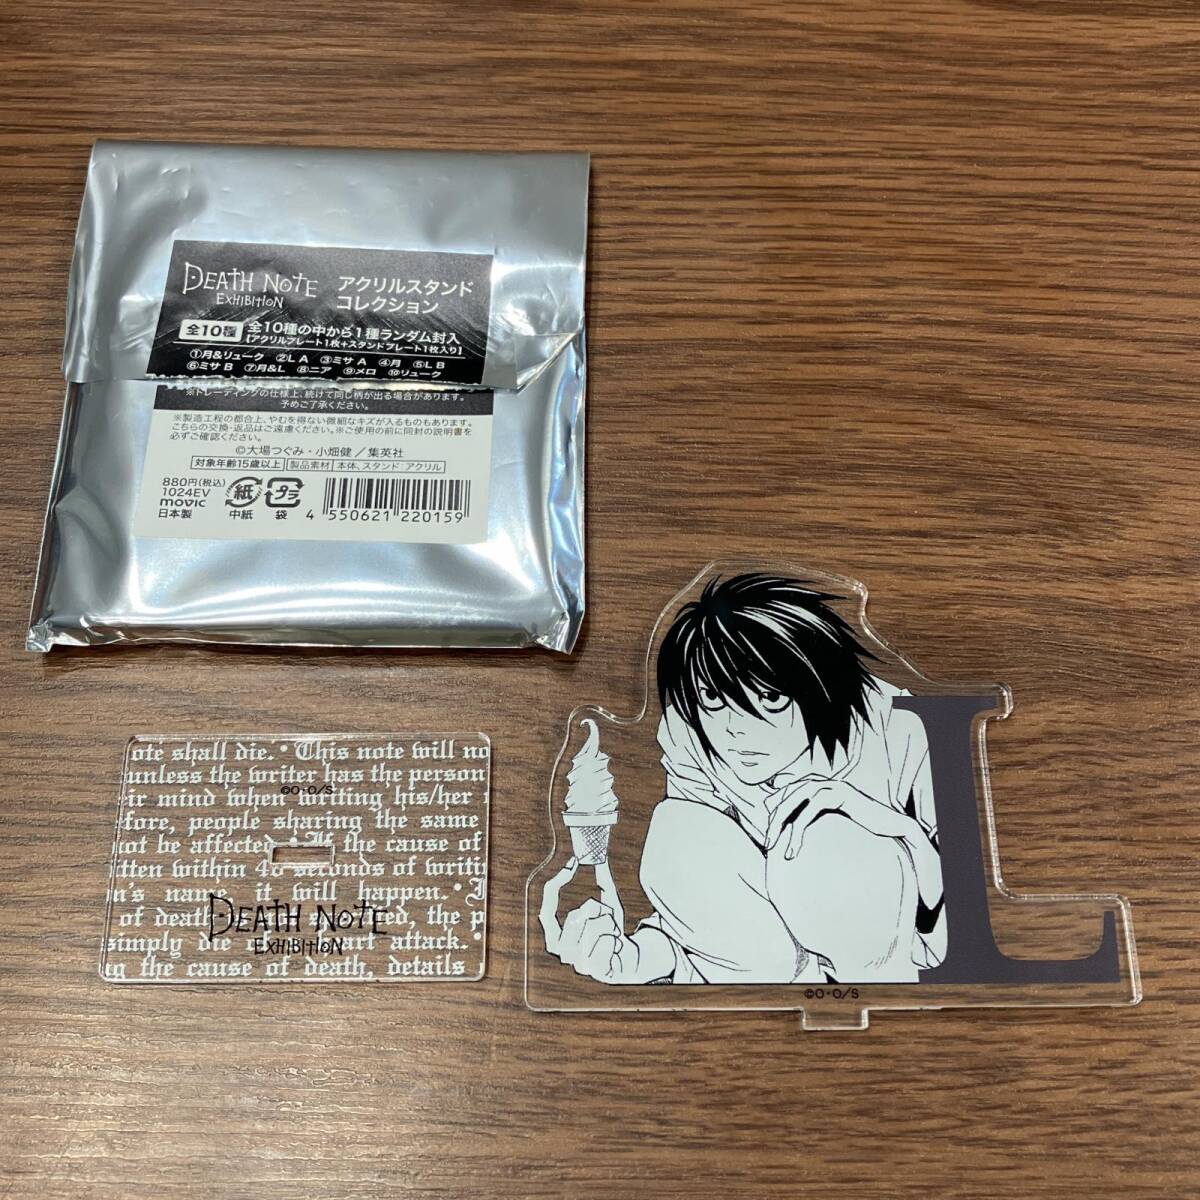 DEATH NOTE
EXHIBITION
アクリルスタンド
コレクション
全10種
全10種の中から1種ランダム封入
【アクリルプレート1枚+スタンドプレート1枚入り】
①月&リューク ②L A ③ミサ A ④月 ⑤L B
⑥ミサ B ⑦月&L ⑧ニア ⑨メロ ⑩リューク
※トレーディングの仕様上、続けて同じ柄が出る場合があります。
予めご了承ください。
※製造工程の都合上、やむを得ない微細なキズが入るものもあります。
こちらの交換・返品はご遠慮ください。※ご使用の前に同封の説明書を
必ずご確認ください。
©大場つぐみ・小畑健／集英社
対象年齢15歳以上 製品素材 本体、スタンド：アクリル
880円(税込)
1024EV
movic
日本製
紙
中紙
プラ
袋
4 550621 220159
ote shall die. • This note will no
unless the writer has the person
©O・O/S
ir mind when writing his/her
fore, people sharing the same
not be affected • If the cause of
tten within 40 seconds of writi
n's name, it will happen. •
of death is not specified, the p
DEATH NOTE
EXHIBITION
simply die of a heart attack. •
g the cause of death, details
L
©O・O/S